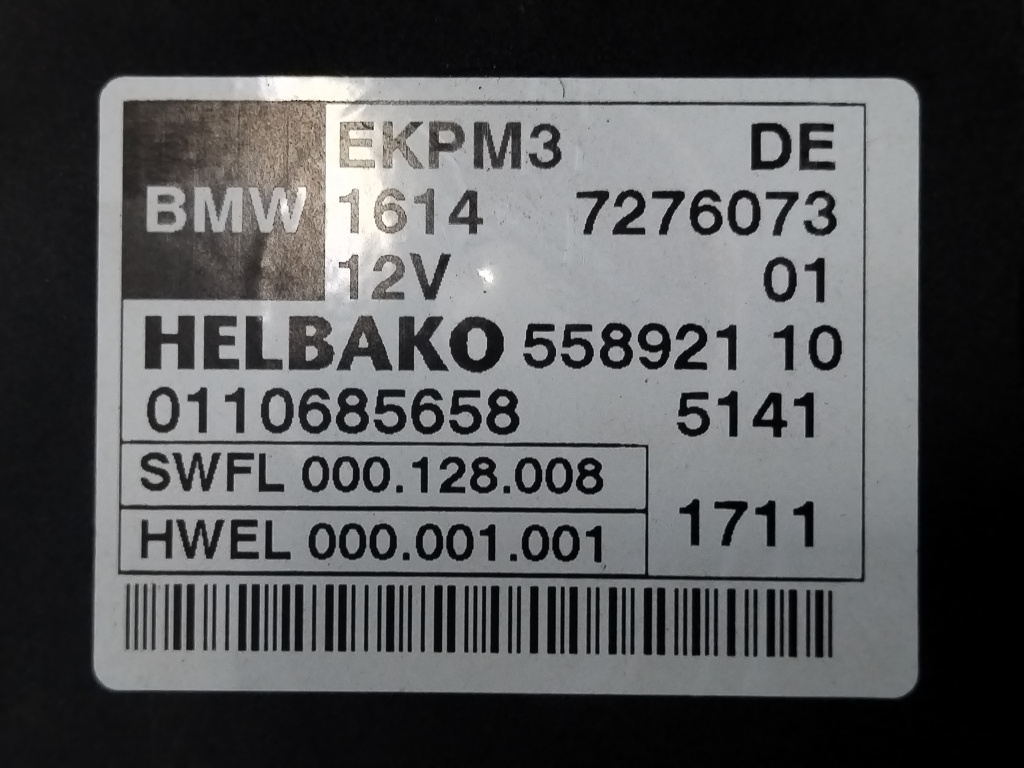 EKPM3 DE
BMW 1614 7276073
12V 01
HELBAKO 558921 10
0110685658 5141
SWFL 000.128.008
HWEL 000.001.001 1711